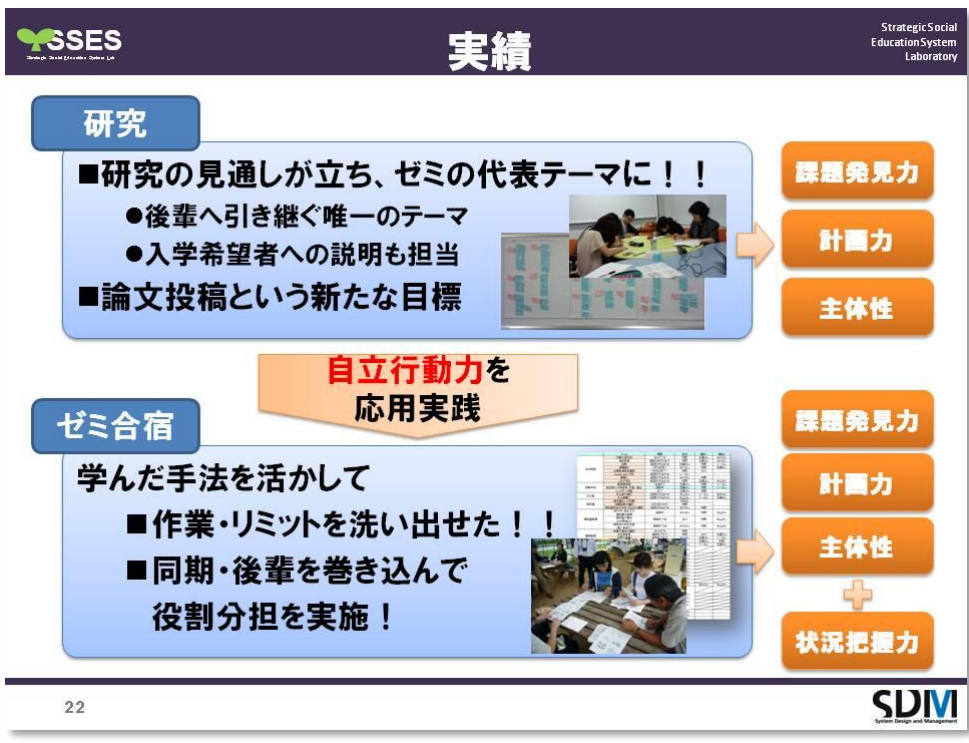 SSES
Strategic Social Education System Lab
実績
Strategic Social
Education System
Laboratory
研究
■研究の見通しが立ち、ゼミの代表テーマに！！
●後輩へ引き継ぐ唯一のテーマ
●入学希望者への説明も担当
■論文投稿という新たな目標
課題発見力
計画力
主体性
自立行動力を
応用実践
ゼミ合宿
学んだ手法を活かして
■作業・リミットを洗い出せた！！
■同期・後輩を巻き込んで
役割分担を実施！
課題発見力
計画力
主体性
+
状況把握力
22
SDM
System Design and Management